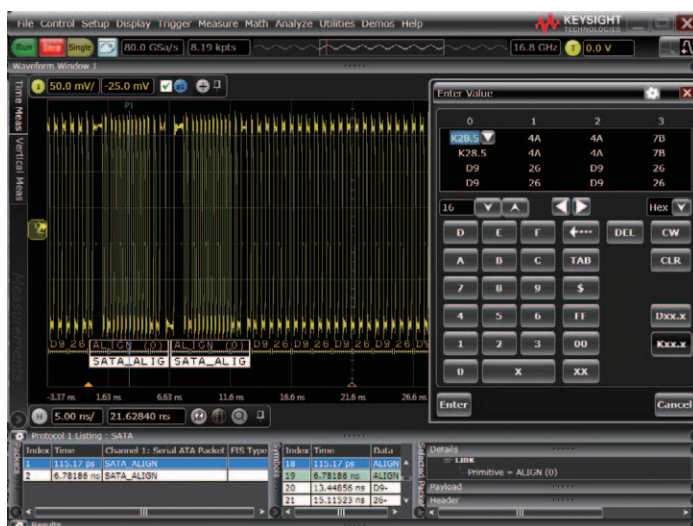 File Control Setup Display Trigger Measure Math Analyze Utilities Demos Help
KEYSIGHT
TECHNOLOGIES
Run Stop Single 80.0 GSa/s 8.19 kpts 16.8 GHz T 0.0 V
Waveform Window 1
1 50.0 mV/ -25.0 mV
Time Meas
Vertical Meas
Measurements
P1
D9 26 ALIGN (0) ALIGN (0) D9 26 D9 26
SATA_ALIG SATA_ALIG
-3.37 ns 1.63 ns 6.63 ns 11.6 ns 16.6 ns 21.6 ns 26.6 ns
H 5.00 ns/ 21.62840 ns
Enter Value
0 1 2 3
K28.5 4A 4A 7B
K28.5 4A 4A 7B
D9 26 26 26
D9 26 26 26
16 Hex
D E F DEL CW
A B C TAB CLR
7 8 9 $
4 5 6 FF Dxx.x
1 2 3 00 Kxx.x
0 X XX
Enter Cancel
Protocol 1 Listing : SATA
Packets
Index Time Channel 1: Serial ATA Packet FIS Type
1 115.17 ps SATA_ALIGN
2 6.78186 ns SATA_ALIGN
Symbols
Index Time Data
18 115.17 ps ALIGN
19 6.78186 ns ALIGN
20 13.44856 ns D9-
21 15.11523 ns 26-
Selected Packet
Details
LINK
Primitive = ALIGN (0)
Payload
Header
Results